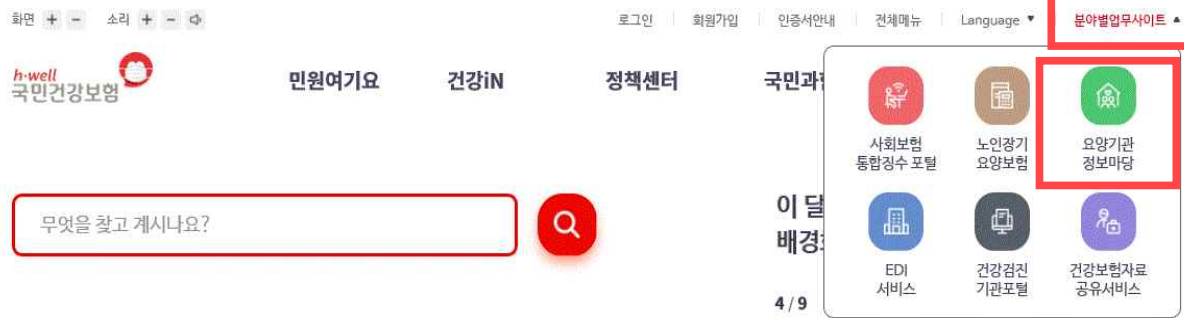 화면 + - 소리 + -
로그인 회원가입 인증서안내 전체메뉴 Language ▼ 분야별업무사이트 ▲
h·well
국민건강보험
민원여기요 건강iN 정책센터
사회보험
통합징수 포털
노인장기
요양보험
요양기관
정보마당
무엇을 찾고 계시나요?
이 달
EDI
서비스
건강검진
기관포털
건강보험자료
공유서비스
4 / 9